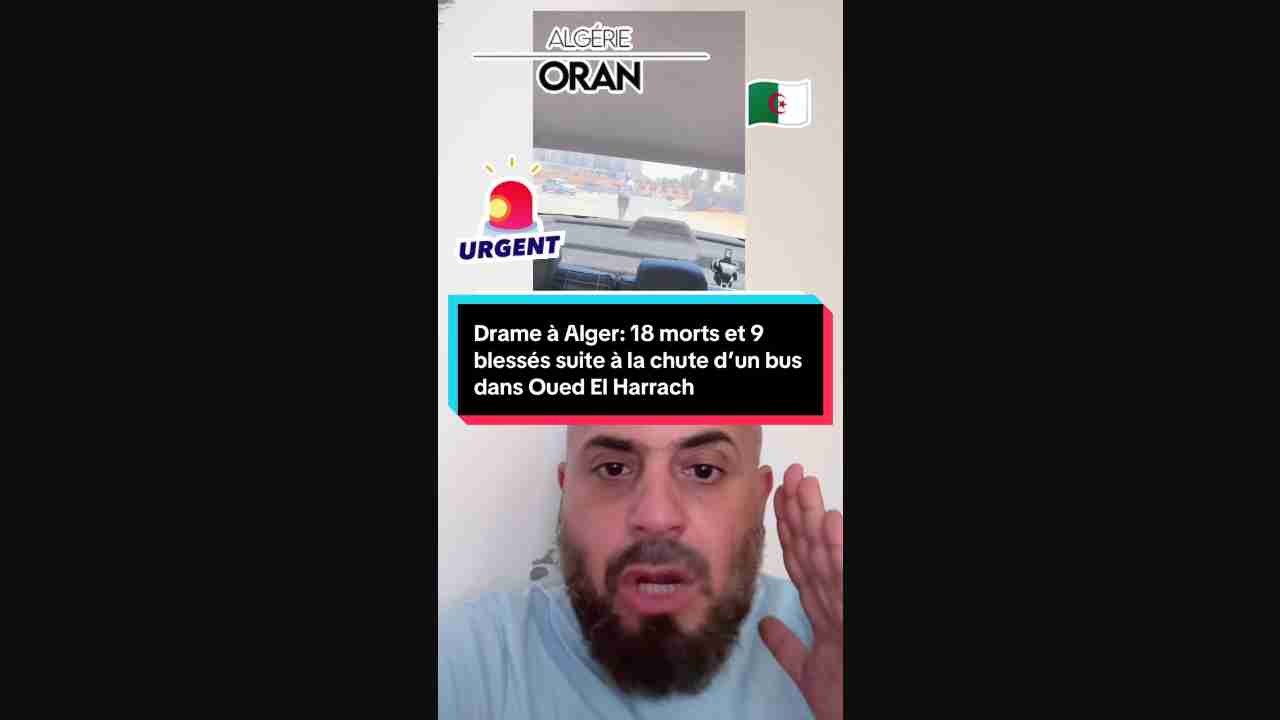 ALGÉRIE
ORAN
URGENT
Drame à Alger: 18 morts et 9
blessés suite à la chute d’un bus
dans Oued El Harrach